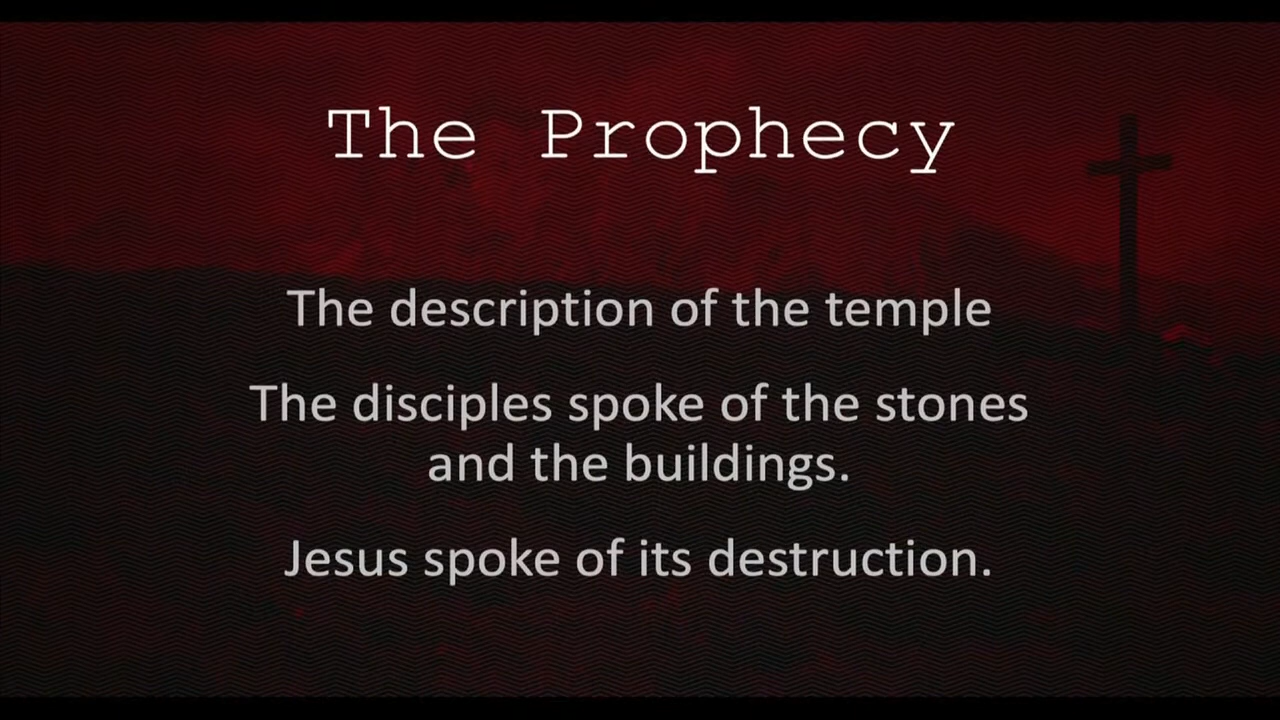 The Prophecy
The description of the temple
The disciples spoke of the stones
and the buildings.
Jesus spoke of its destruction.